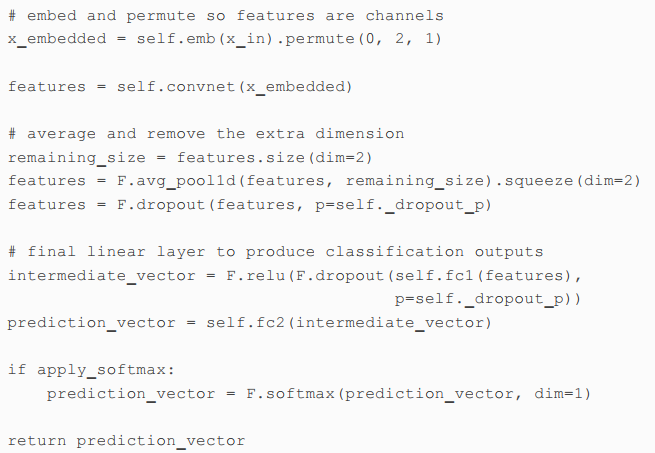 # embed and permute so features are channels
x_embedded = self.emb(x_in).permute(0, 2, 1)

features = self.convnet(x_embedded)

# average and remove the extra dimension
remaining_size = features.size(dim=2)
features = F.avg_pool1d(features, remaining_size).squeeze(dim=2)
features = F.dropout(features, p=self._dropout_p)

# final linear layer to produce classification outputs
intermediate_vector = F.relu(F.dropout(self.fc1(features),
                                       p=self._dropout_p))
prediction_vector = self.fc2(intermediate_vector)

if apply_softmax:
    prediction_vector = F.softmax(prediction_vector, dim=1)

return prediction_vector